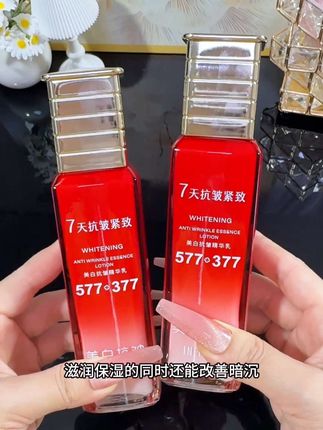 7天抗皱紧致
WHITENING
ANTI WRINKLE ESSENCE
LOTION
美白抗皱精华乳
577°377
7天抗皱紧致
WHITENING
ANTI WRINKLE ESSENCE
LOTION
美白抗皱精华乳
577°377
滋润保湿的同时还能改善暗沉